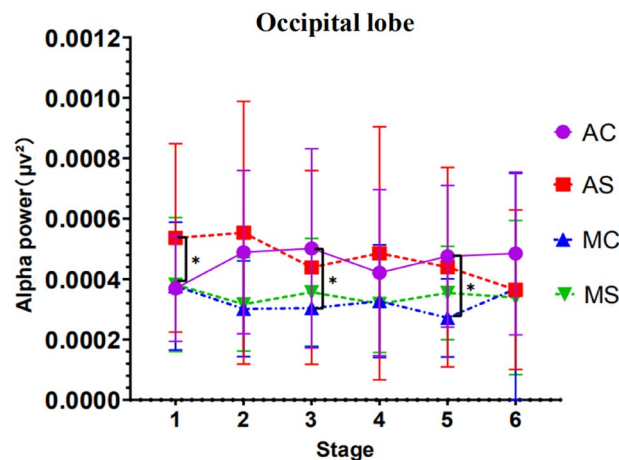 Occipital lobe
0.0012
0.0010
0.0008
0.0006
0.0004
0.0002
0.0000
Alpha power (μv²)
*
*
*
1 2 3 4 5 6
Stage
AC
AS
MC
MS